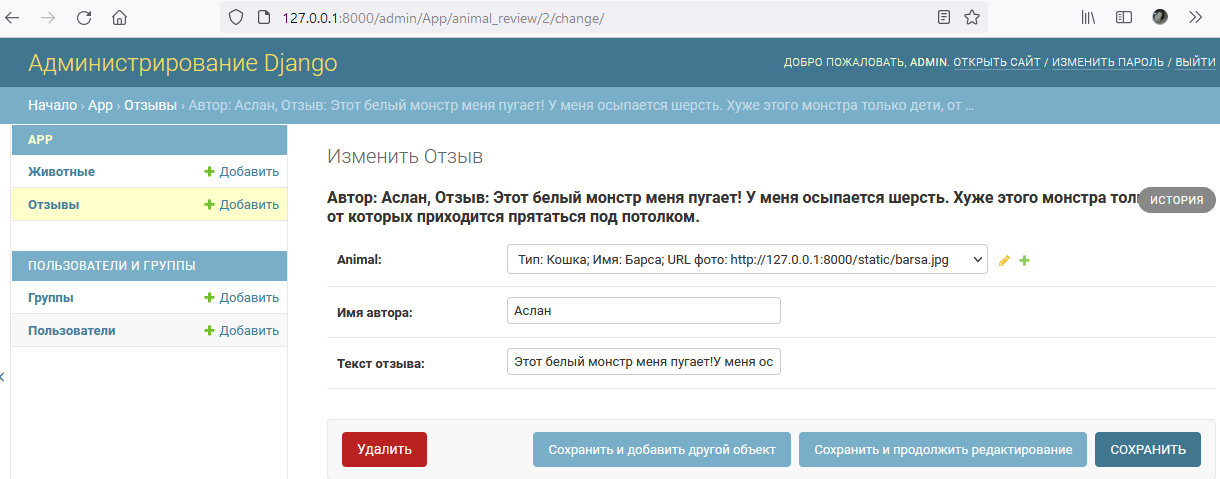 127.0.0.1:8000/admin/App/animal_review/2/change/
Администрирование Django
ДОБРО ПОЖАЛОВАТЬ, ADMIN. ОТКРЫТЬ САЙТ / ИЗМЕНИТЬ ПАРОЛЬ / ВЫЙТИ
Начало › App › Отзывы › Автор: Аслан, Отзыв: Этот белый монстр меня пугает! У меня осыпается шерсть. Хуже этого монстра только дети, от …
APP
Животные + Добавить
Отзывы + Добавить
ПОЛЬЗОВАТЕЛИ И ГРУППЫ
Группы + Добавить
Пользователи + Добавить
Изменить Отзыв
Автор: Аслан, Отзыв: Этот белый монстр меня пугает! У меня осыпается шерсть. Хуже этого монстра
от которых приходится прятаться под потолком.
ИСТОРИЯ
Animal: Тип: Кошка; Имя: Барса; URL фото: http://127.0.0.1:8000/static/barsa.jpg
Имя автора: Аслан
Текст отзыва: Этот белый монстр меня пугает!У меня ос
Удалить Сохранить и добавить другой объект Сохранить и продолжить редактирование СОХРАНИТЬ